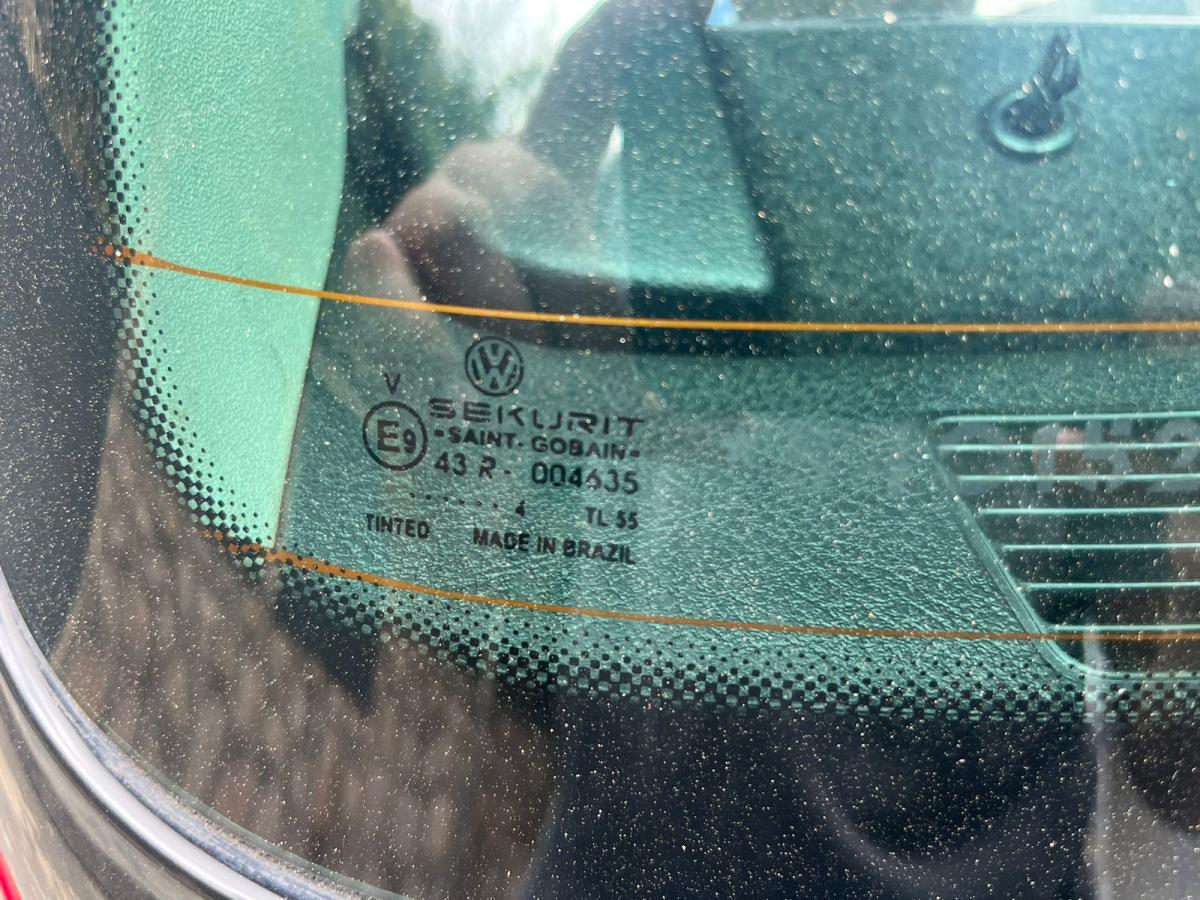 VW
V
E9
SEKURIT
-SAINT-GOBAIN-
43 R - 004635
......4
TL 55
TINTED MADE IN BRAZIL